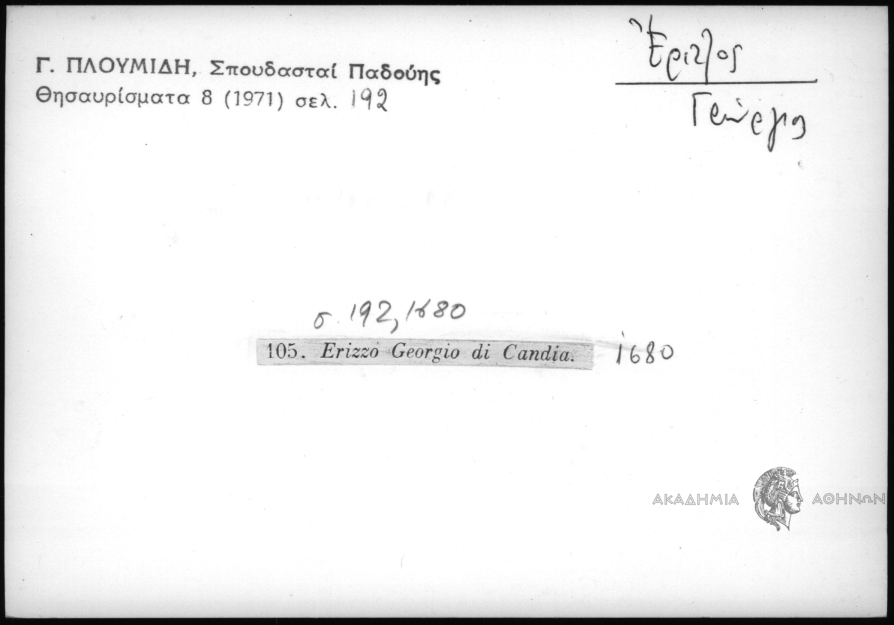 Γ. ΠΛΟΥΜΙΔΗ, Σπουδασταί Παδούης
Θησαυρίσματα 8 (1971) σελ. 192
Ἔριτζος
Γεώργιος
σ. 192, 1680
105. Erizzo Georgio di Candia. 1680
ΑΚΑΔΗΜΙΑ ΑΘΗΝΩΝ